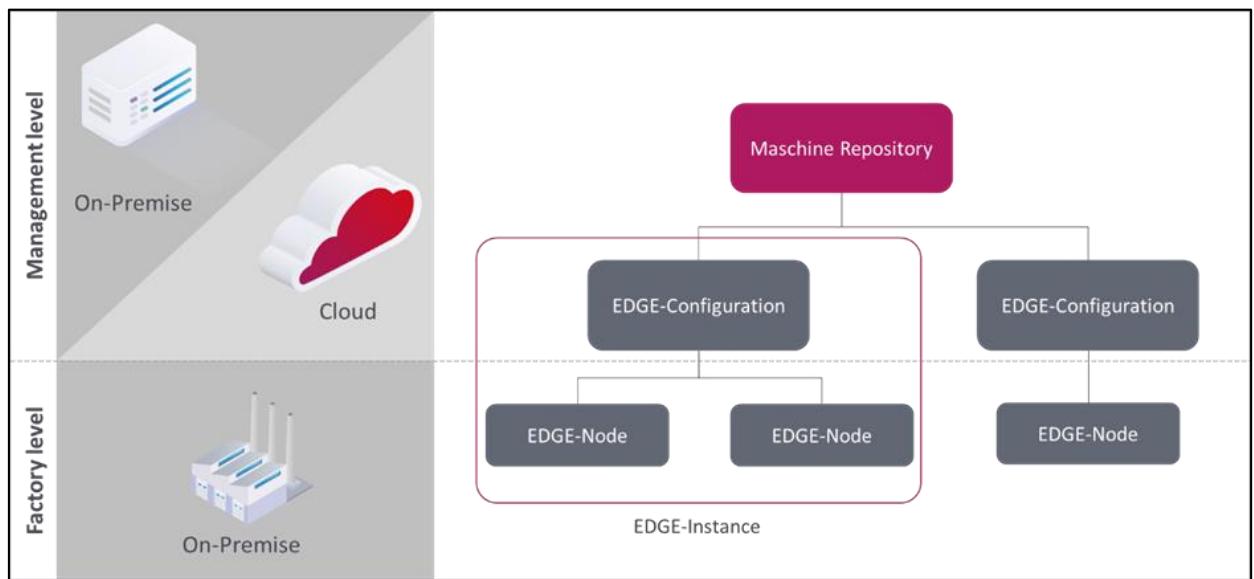 Management level
On-Premise
Cloud
Maschine Repository
EDGE-Configuration
EDGE-Configuration
Factory level
On-Premise
EDGE-Node
EDGE-Node
EDGE-Node
EDGE-Instance